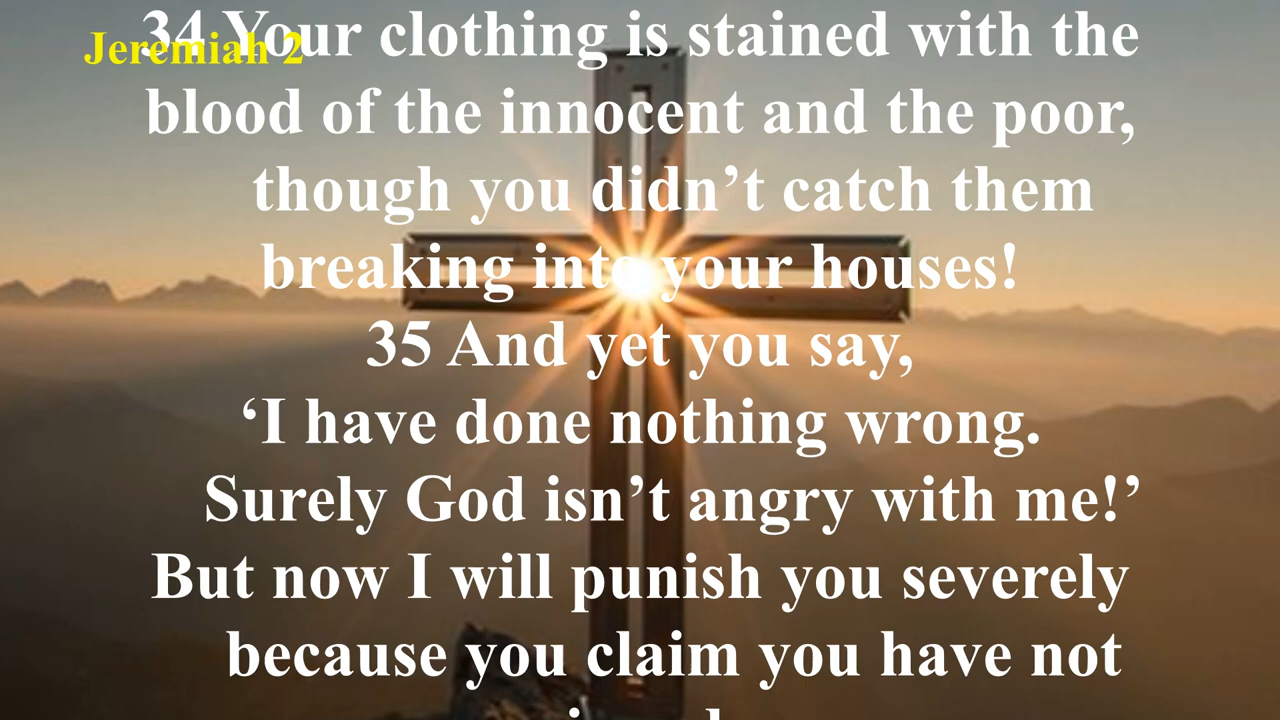 Jeremiah 2
34 Your clothing is stained with the
blood of the innocent and the poor,
though you didn’t catch them
breaking into your houses!
35 And yet you say,
‘I have done nothing wrong.
Surely God isn’t angry with me!’
But now I will punish you severely
because you claim you have not